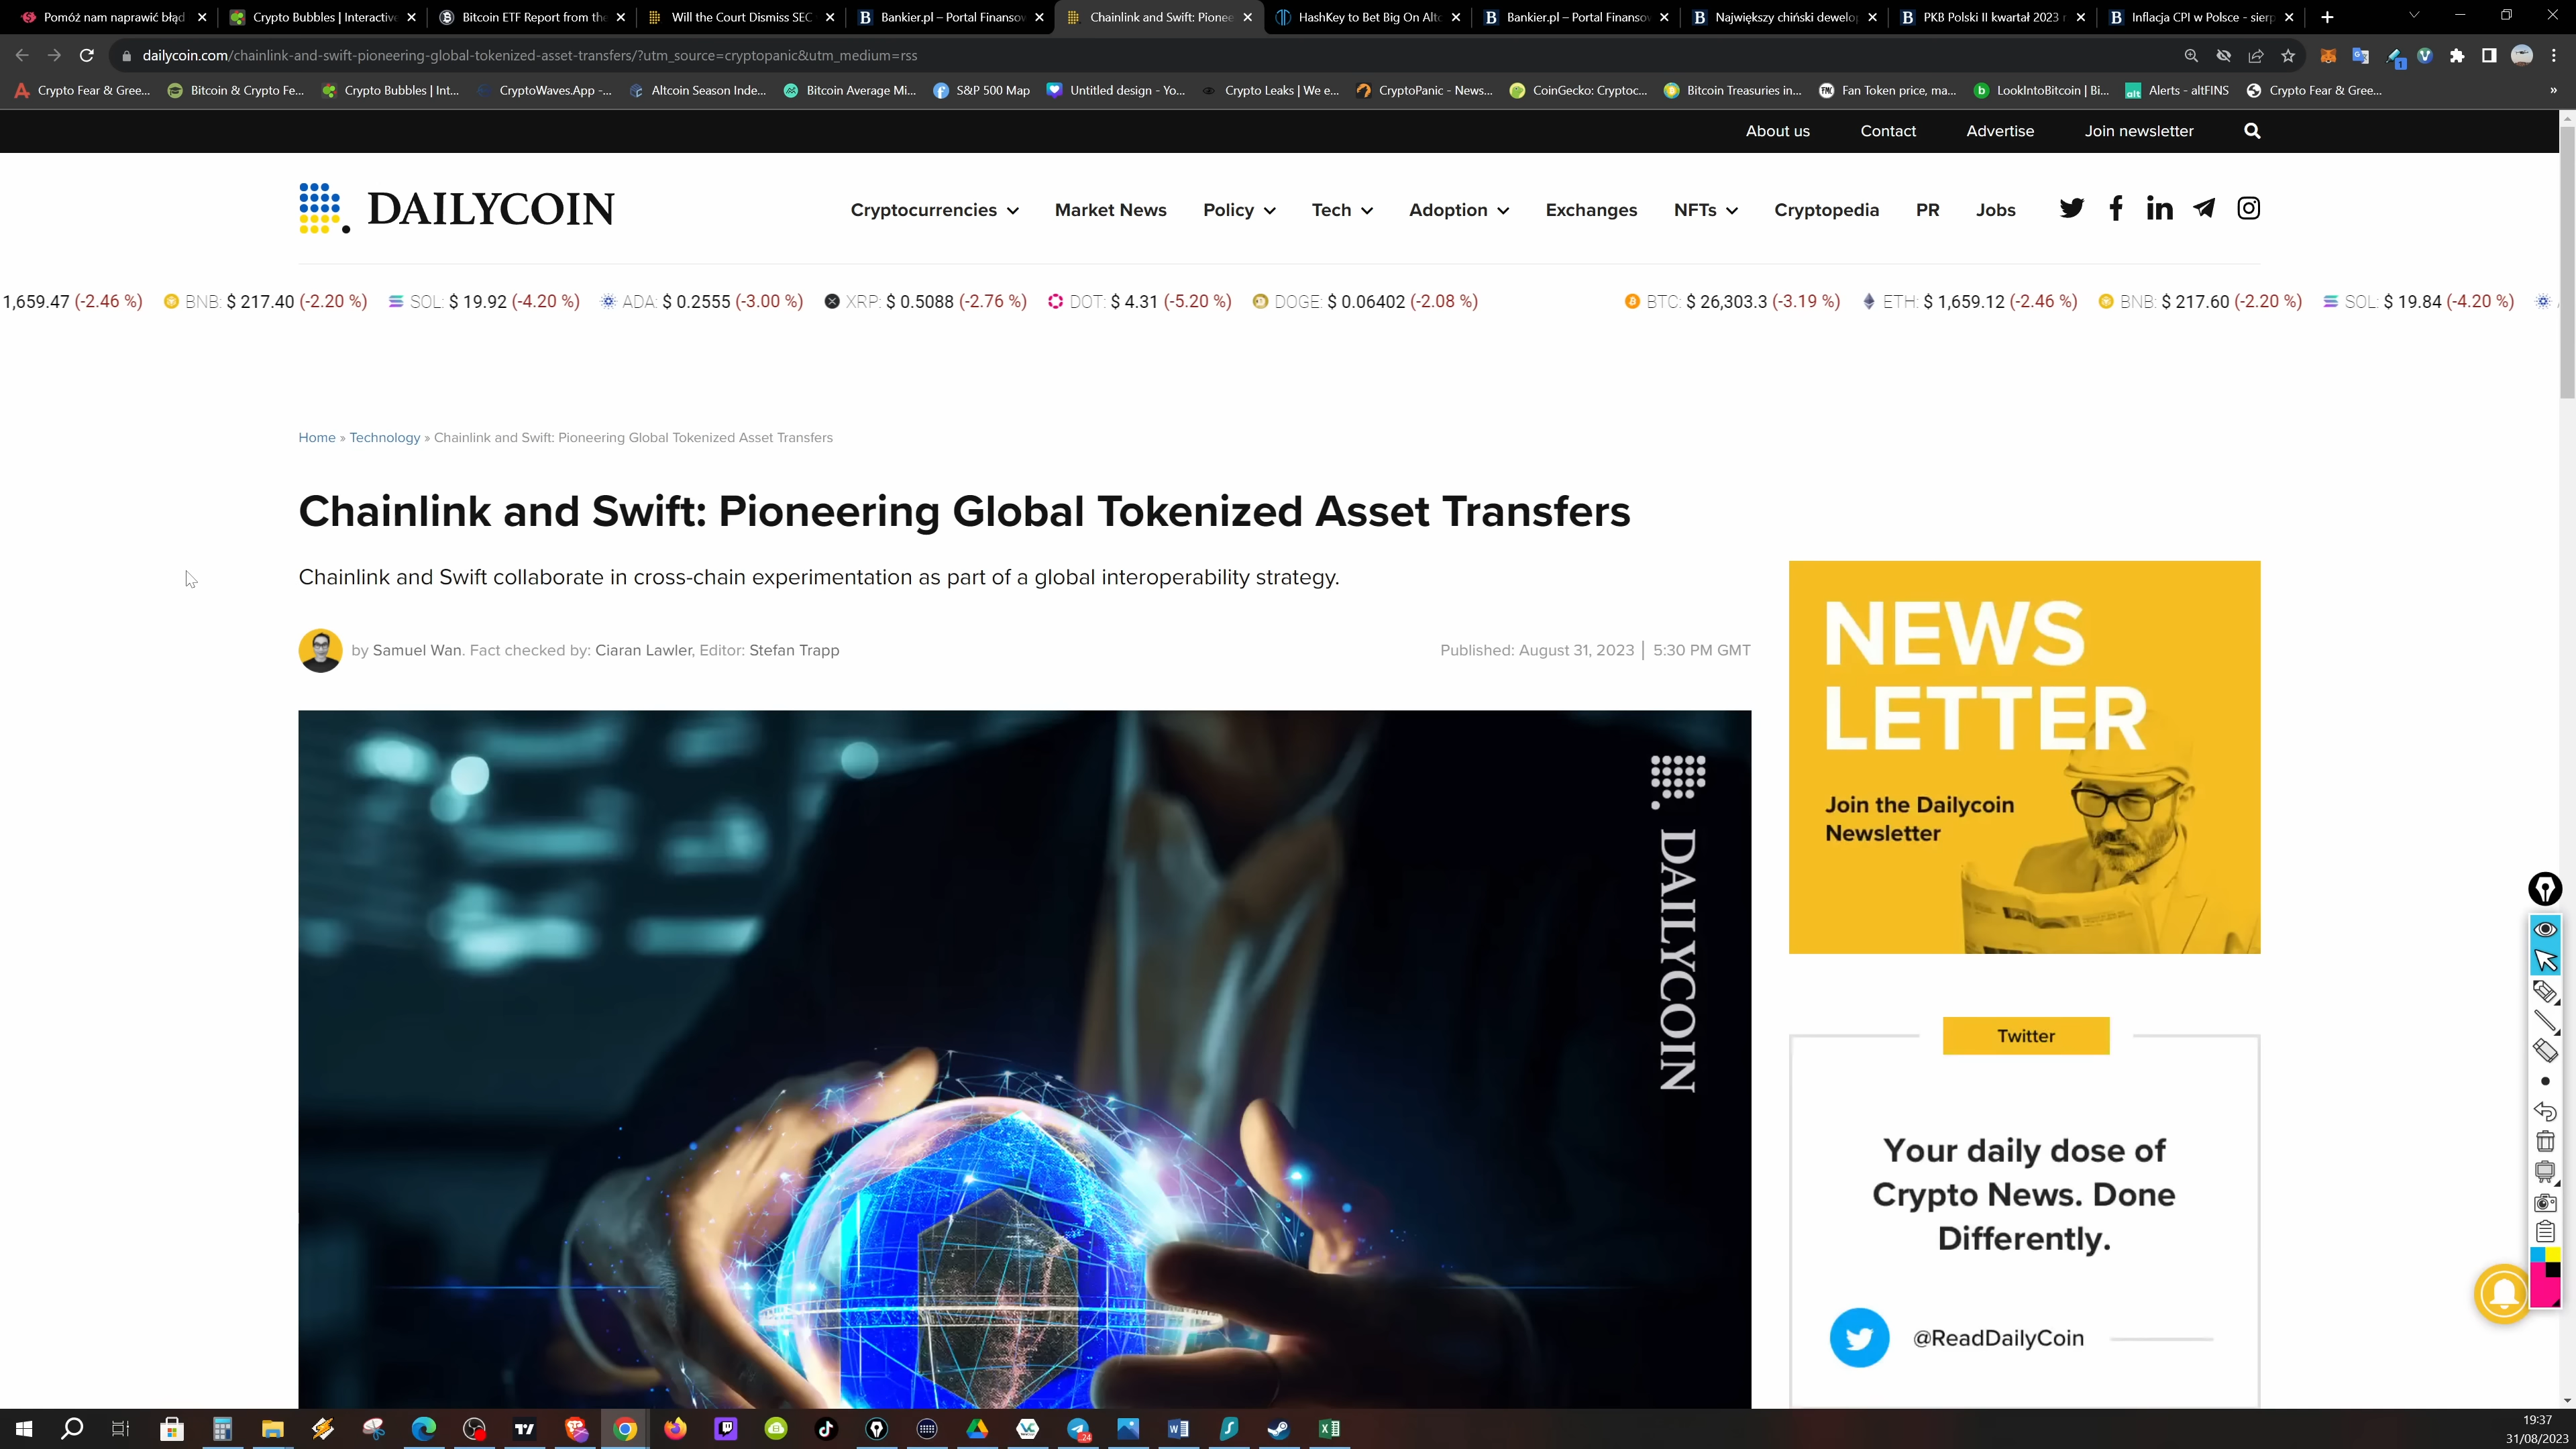 Pomóż nam naprawić błąd
Crypto Bubbles | Interactive
Bitcoin ETF Report from the
Will the Court Dismiss SEC
Bankier.pl – Portal Finansow
Chainlink and Swift: Pionee
HashKey to Bet Big On Altc
Bankier.pl – Portal Finansow
Największy chiński dewelop
PKB Polski II kwartał 2023 r
Inflacja CPI w Polsce - sierp
dailycoin.com/chainlink-and-swift-pioneering-global-tokenized-asset-transfers/?utm_source=cryptopanic&utm_medium=rss
1
Crypto Fear & Gree...
Bitcoin & Crypto Fe...
Crypto Bubbles | Int...
CryptoWaves.App -...
Altcoin Season Inde...
Bitcoin Average Mi...
S&P 500 Map
Untitled design - Yo...
Crypto Leaks | We e...
CryptoPanic - News...
CoinGecko: Cryptoc...
Bitcoin Treasuries in...
Fan Token price, ma...
LookIntoBitcoin | Bi...
Alerts - altFINS
Crypto Fear & Gree...
»
About us
Contact
Advertise
Join newsletter
DAILYCOIN
Cryptocurrencies
Market News
Policy
Tech
Adoption
Exchanges
NFTs
Cryptopedia
PR
Jobs
1,659.47 (-2.46 %)
BNB: $ 217.40 (-2.20 %)
SOL: $ 19.92 (-4.20 %)
ADA: $ 0.2555 (-3.00 %)
XRP: $ 0.5088 (-2.76 %)
DOT: $ 4.31 (-5.20 %)
DOGE: $ 0.06402 (-2.08 %)
BTC: $ 26,303.3 (-3.19 %)
ETH: $ 1,659.12 (-2.46 %)
BNB: $ 217.60 (-2.20 %)
SOL: $ 19.84 (-4.20 %)
Home » Technology » Chainlink and Swift: Pioneering Global Tokenized Asset Transfers
Chainlink and Swift: Pioneering Global Tokenized Asset Transfers
Chainlink and Swift collaborate in cross-chain experimentation as part of a global interoperability strategy.
by Samuel Wan. Fact checked by: Ciaran Lawler, Editor: Stefan Trapp
Published: August 31, 2023 | 5:30 PM GMT
DAILYCOIN
NEWS
LETTER
Join the Dailycoin
Newsletter
Twitter
Your daily dose of
Crypto News. Done
Differently.
@ReadDailyCoin
24
19:37
31/08/2023